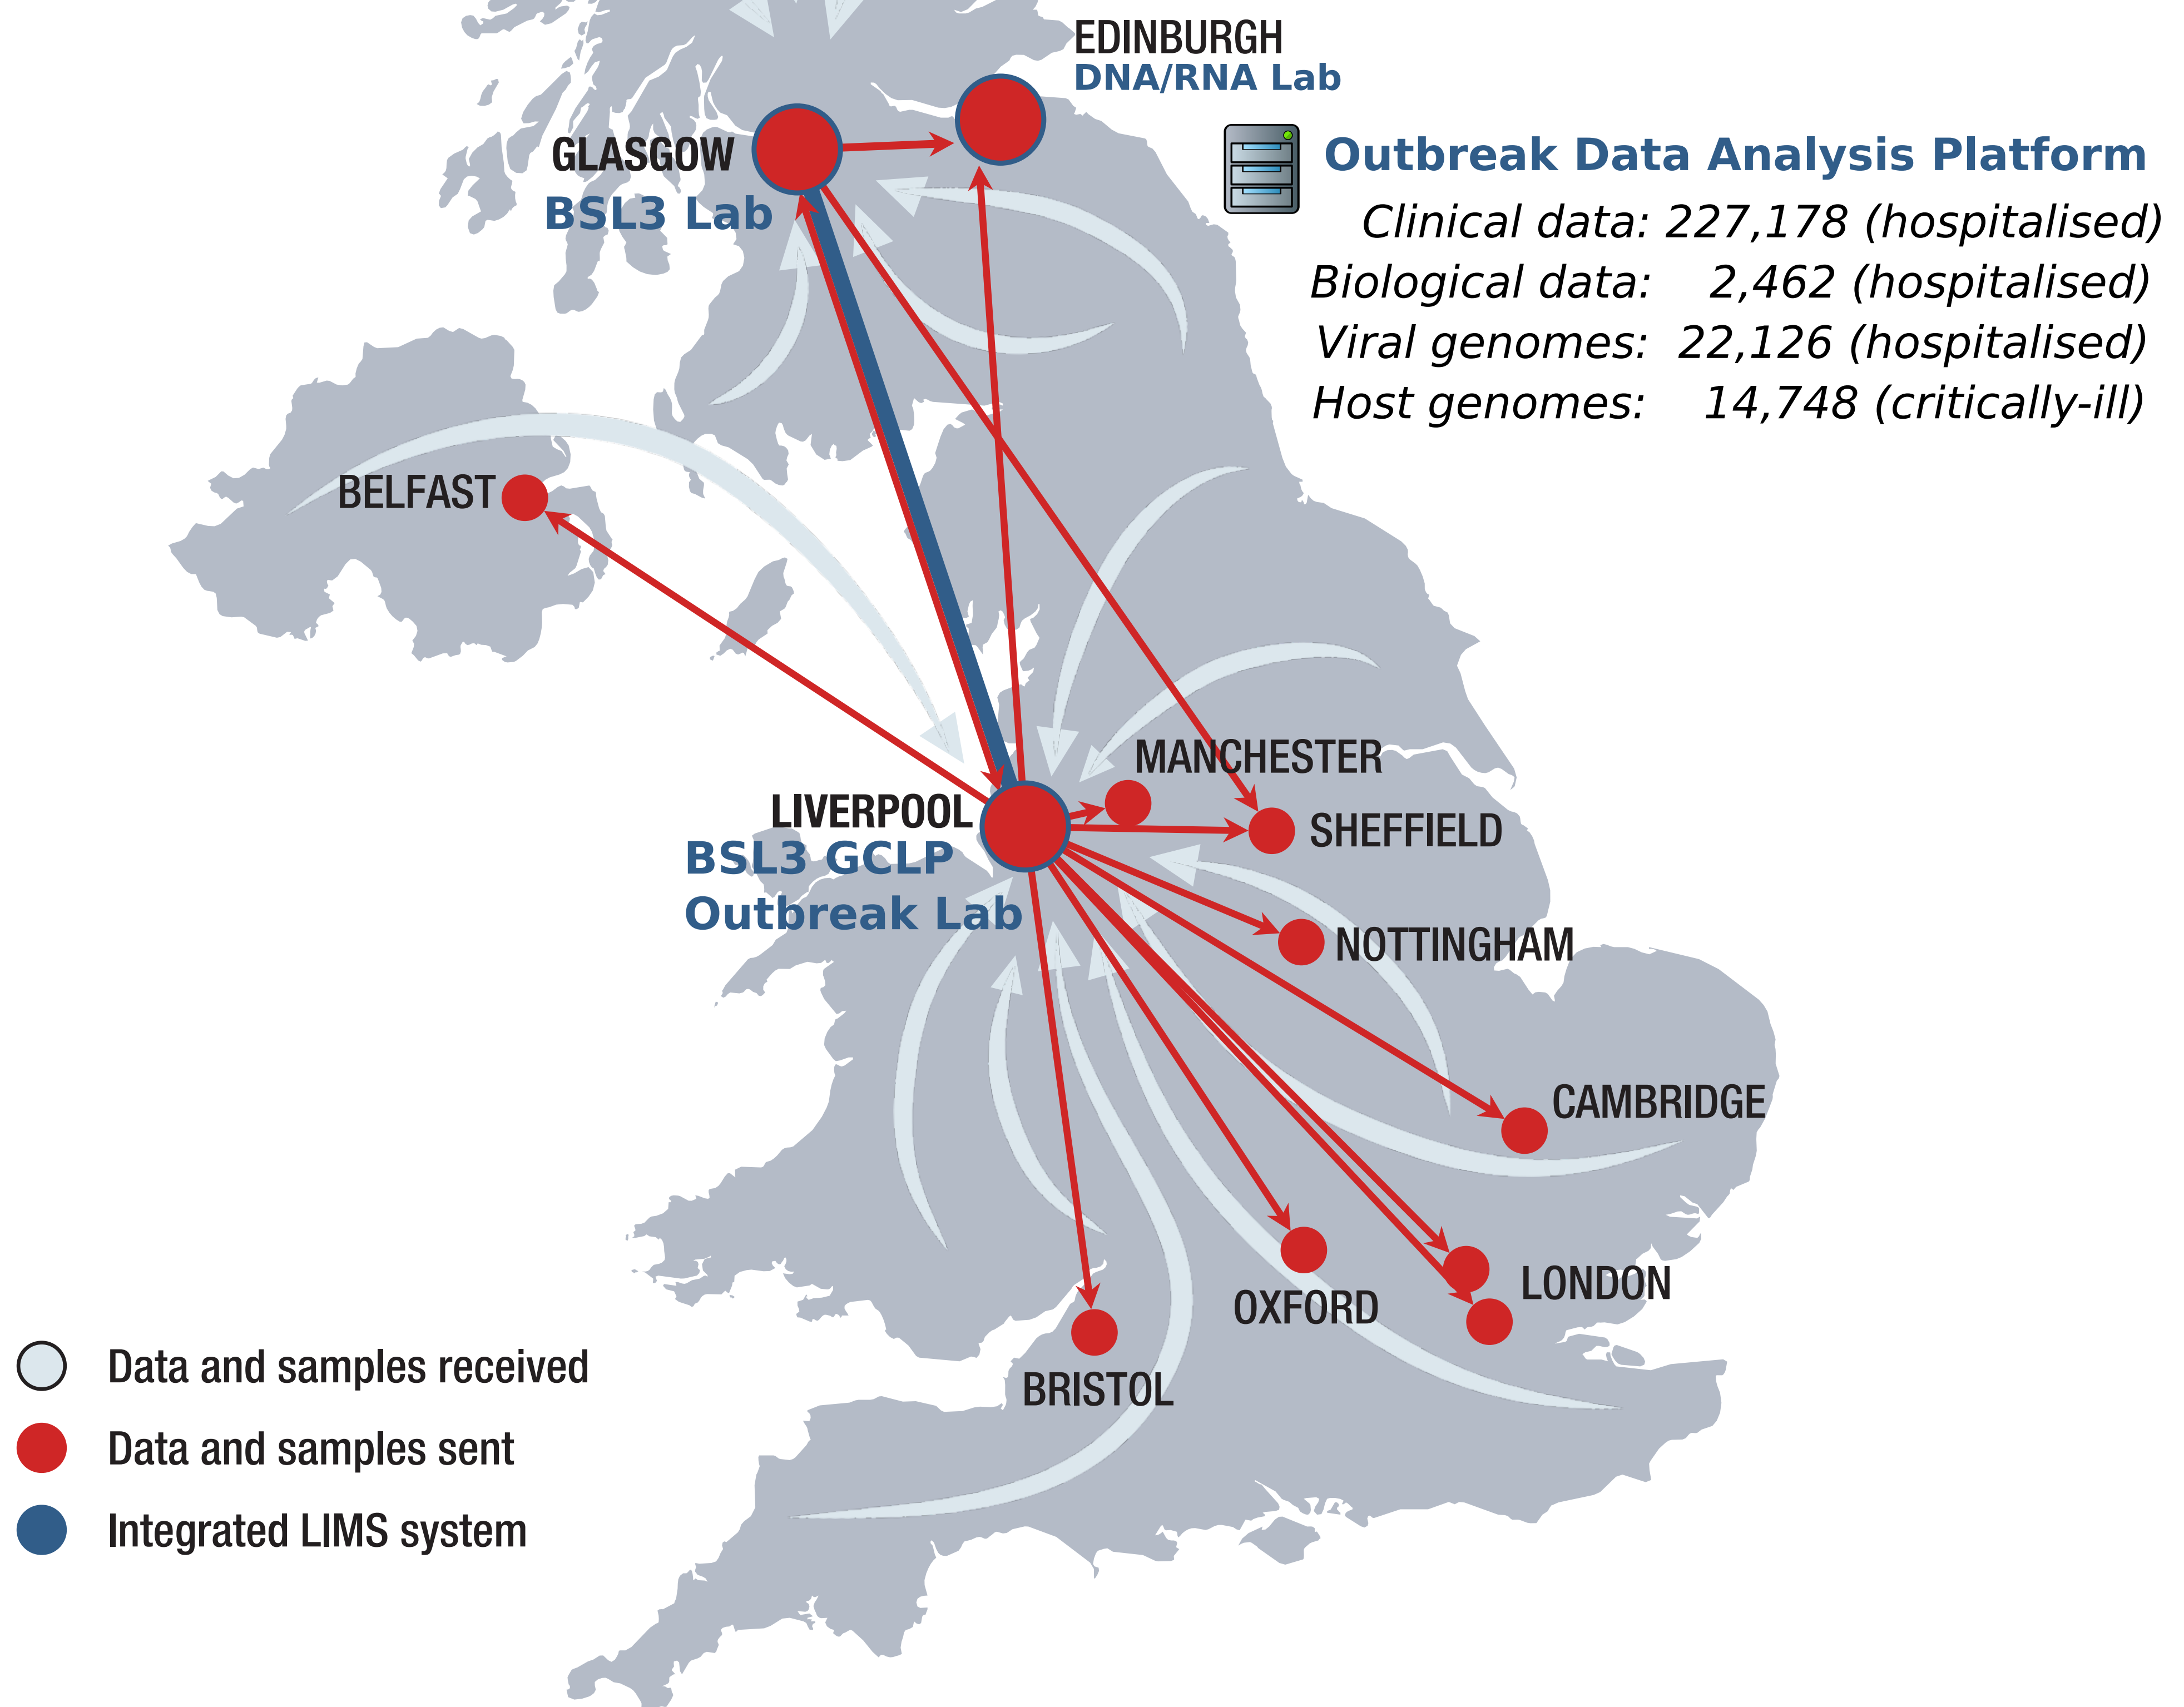 EDINBURGH
DNA/RNA Lab
GLASGOW
BSL3 Lab
Outbreak Data Analysis Platform
Clinical data: 227,178 (hospitalised)
Biological data: 2,462 (hospitalised)
Viral genomes: 22,126 (hospitalised)
Host genomes: 14,748 (critically-ill)
BELFAST
MANCHESTER
LIVERPOOL
BSL3 GCLP
Outbreak Lab
SHEFFIELD
NOTTINGHAM
CAMBRIDGE
LONDON
OXFORD
BRISTOL
Data and samples received
Data and samples sent
Integrated LIMS system